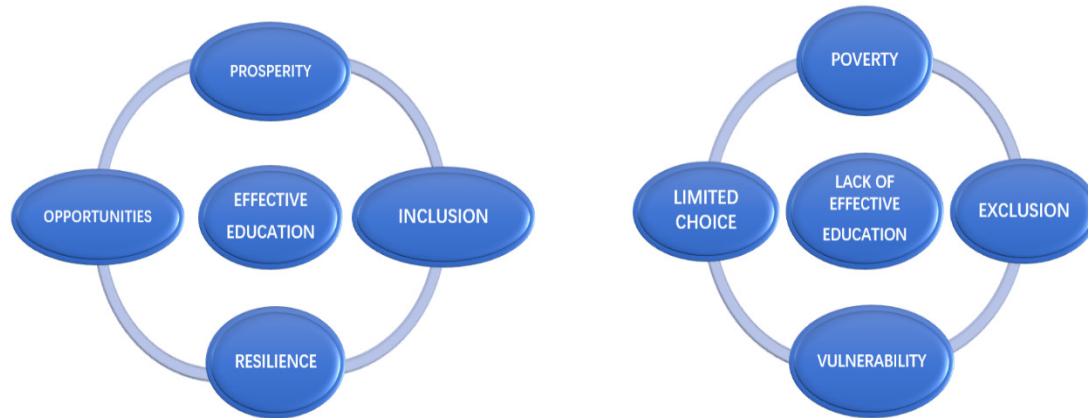 PROSPERITY
OPPORTUNITIES
EFFECTIVE
EDUCATION
INCLUSION
RESILIENCE
POVERTY
LIMITED
CHOICE
LACK OF
EFFECTIVE
EDUCATION
EXCLUSION
VULNERABILITY